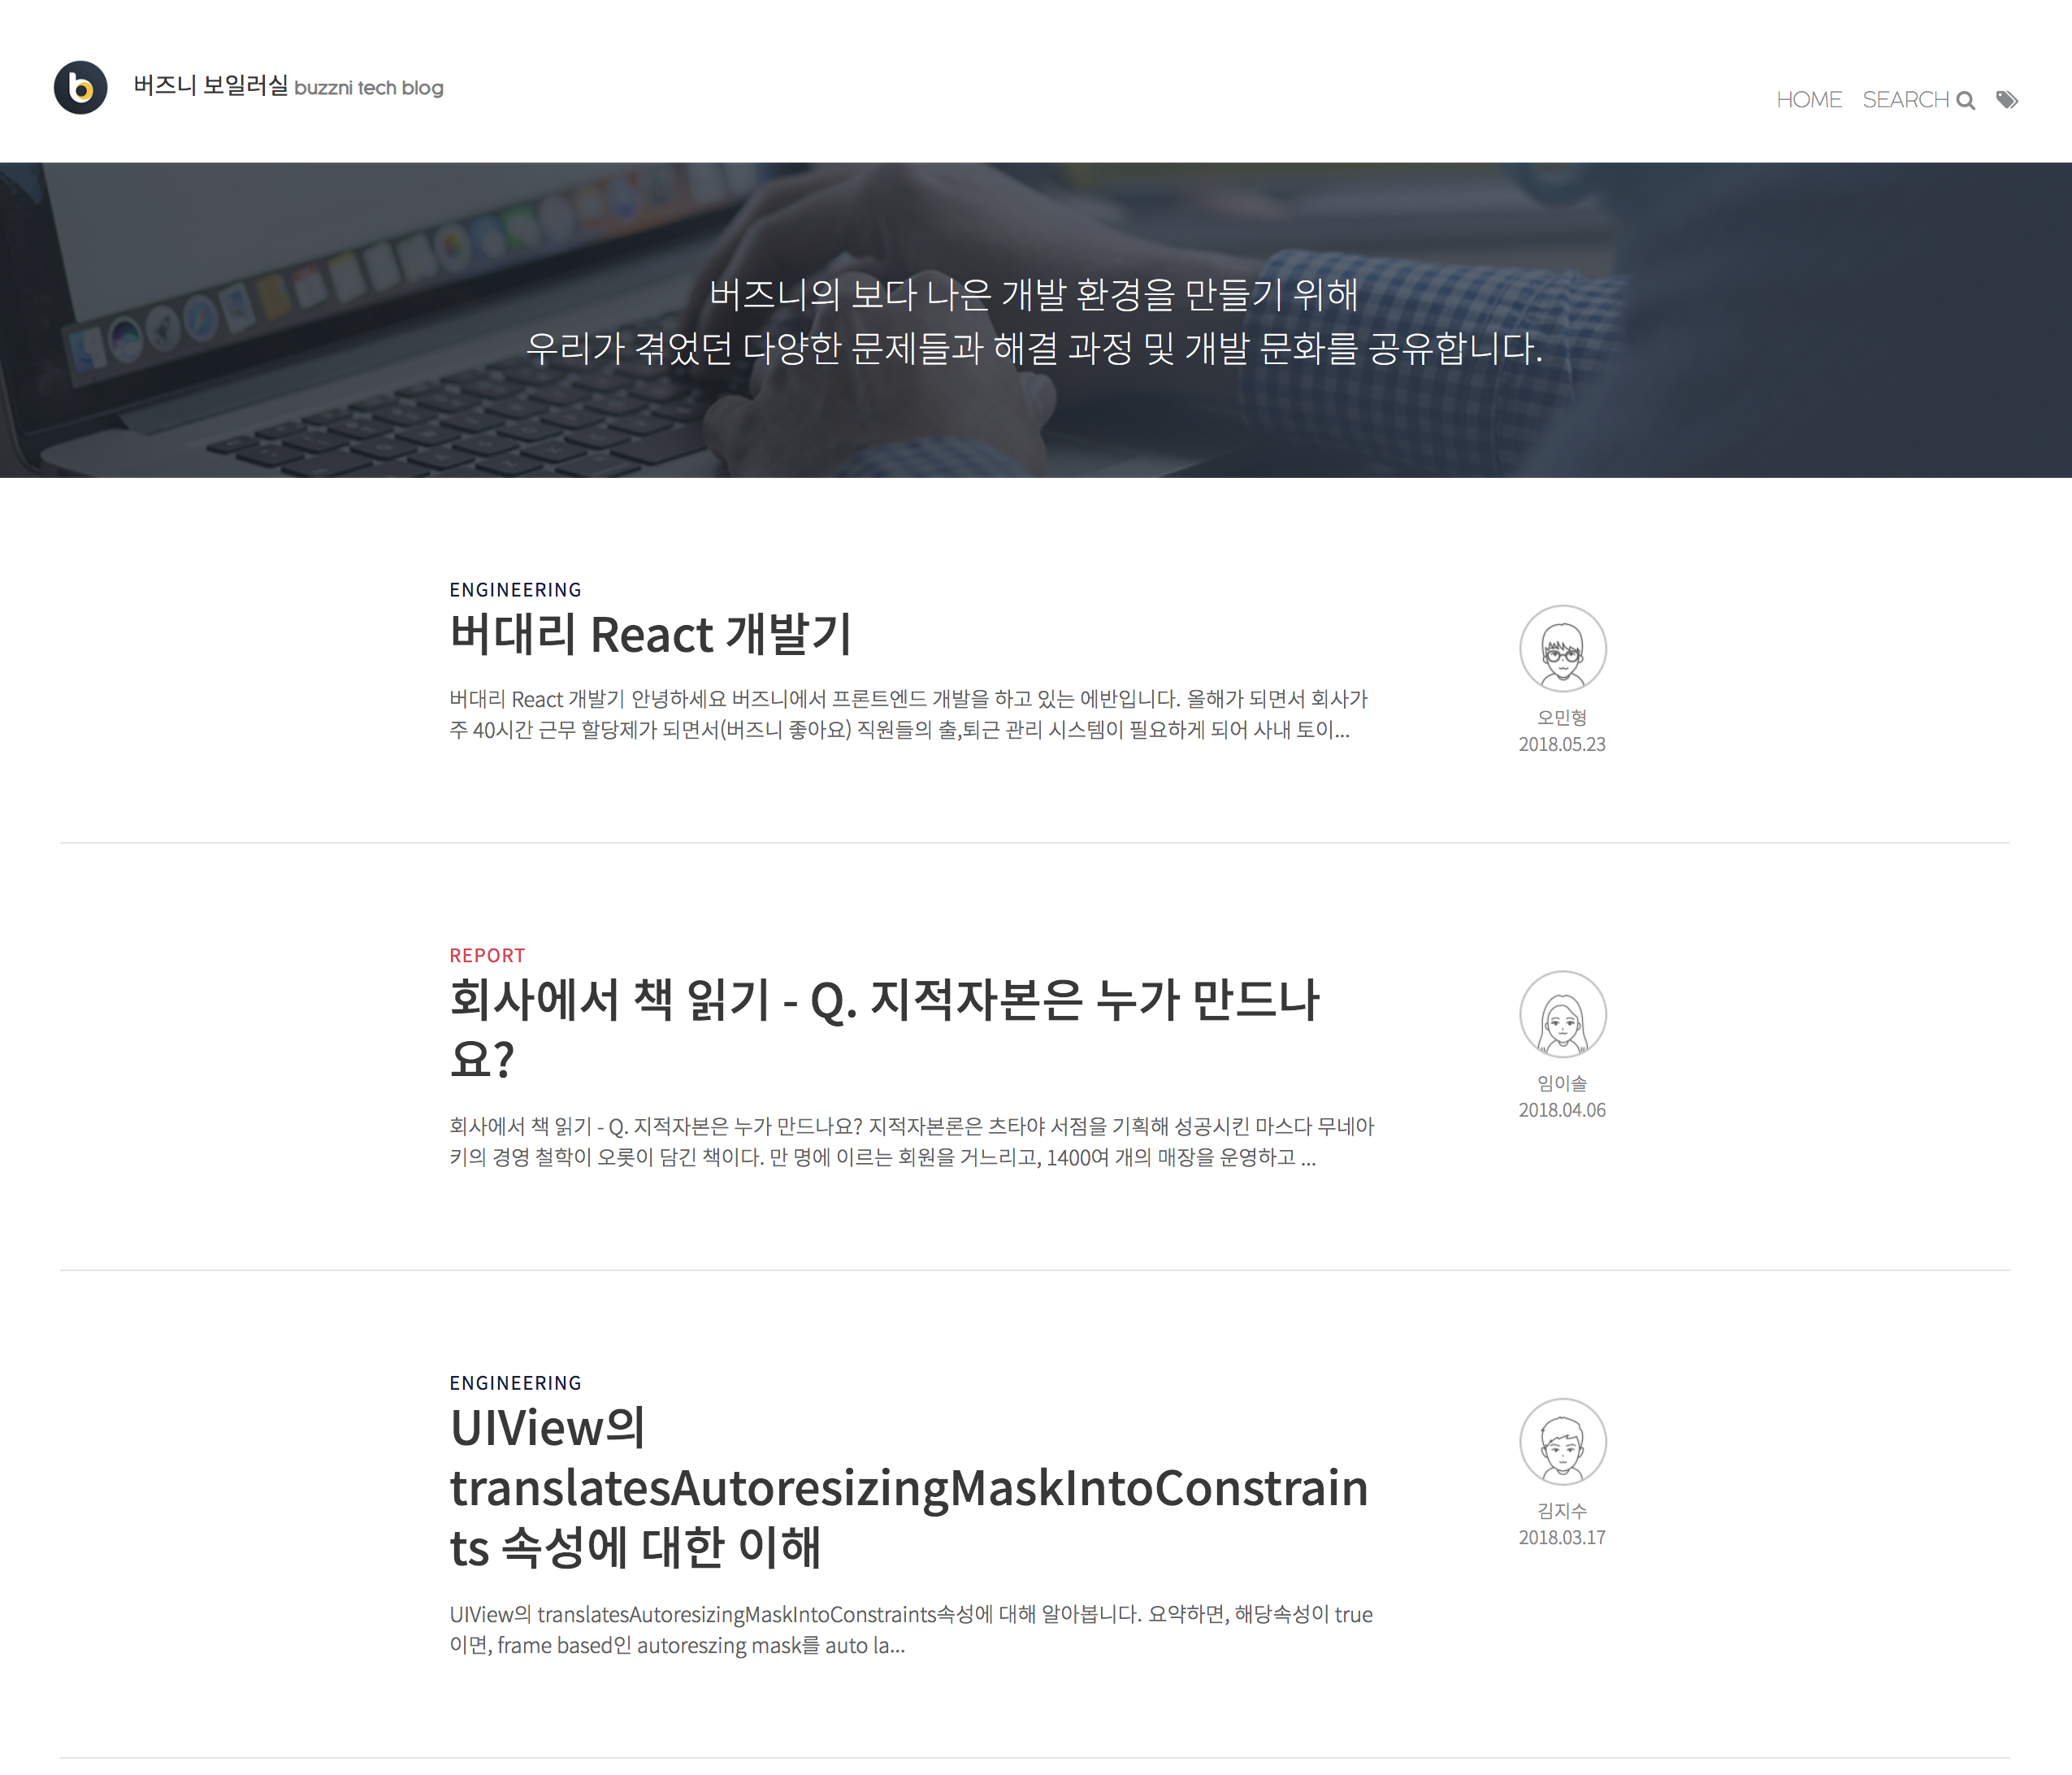 버즈니 보일러실 buzzni tech blog
HOME SEARCH
버즈니의 보다 나은 개발 환경을 만들기 위해
우리가 겪었던 다양한 문제들과 해결 과정 및 개발 문화를 공유합니다.
ENGINEERING
버대리 React 개발기
버대리 React 개발기 안녕하세요 버즈니에서 프론트엔드 개발을 하고 있는 에반입니다. 올해가 되면서 회사가
주 40시간 근무 할당제가 되면서(버즈니 좋아요) 직원들의 출,퇴근 관리 시스템이 필요하게 되어 사내 토이...
오민형
2018.05.23
REPORT
회사에서 책 읽기 - Q. 지적자본은 누가 만드나
요?
회사에서 책 읽기 - Q. 지적자본은 누가 만드나요? 지적자본론은 츠타야 서점을 기획해 성공시킨 마스다 무네아
키의 경영 철학이 오롯이 담긴 책이다. 만 명에 이르는 회원을 거느리고, 1400여 개의 매장을 운영하고 ...
임이솔
2018.04.06
ENGINEERING
UIView의
translatesAutoresizingMaskIntoConstrain
ts 속성에 대한 이해
UIView의 translatesAutoresizingMaskIntoConstraints속성에 대해 알아봅니다. 요약하면, 해당속성이 true
이면, frame based인 autoreszing mask를 auto la...
김지수
2018.03.17